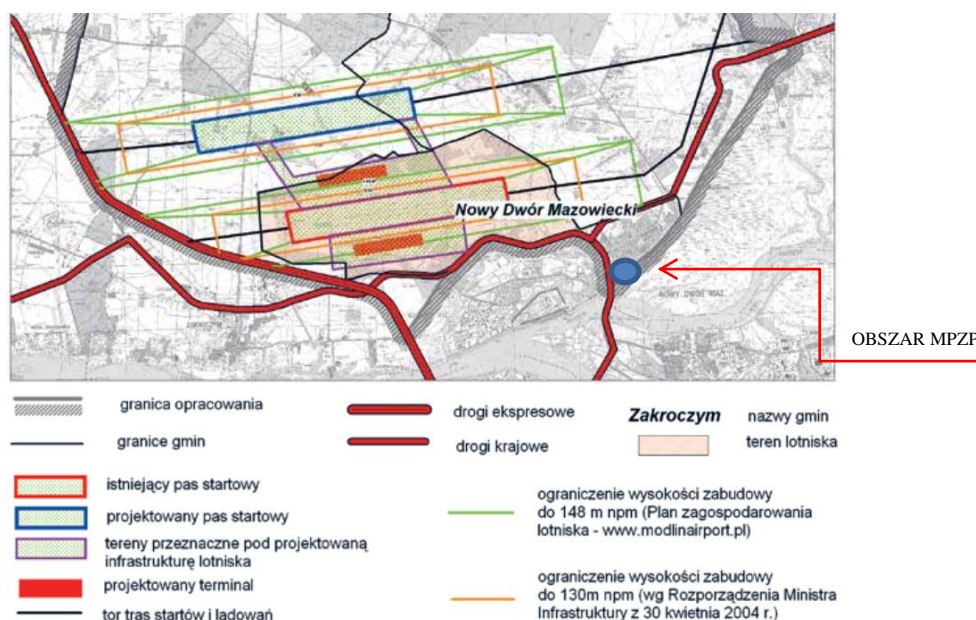 Nowy Dwór Mazowiecki
NOWY DWÓR MAZ.
OBSZAR MPZP
granica opracowania
granice gmin
drogi ekspresowe
drogi krajowe
Zakroczym nazwy gmin
teren lotniska
istniejący pas startowy
projektowany pas startowy
tereny przeznaczne pod projektowaną
infrastrukturę lotniska
projektowany terminal
tor tras startów i lądowań
ograniczenie wysokości zabudowy
do 148 m npm (Plan zagospodarowania
lotniska - www.modlinairport.pl)
ograniczenie wysokości zabudowy
do 130m npm (wg Rozporządzenia Ministra
Infrastruktury z 30 kwietnia 2004 r.)